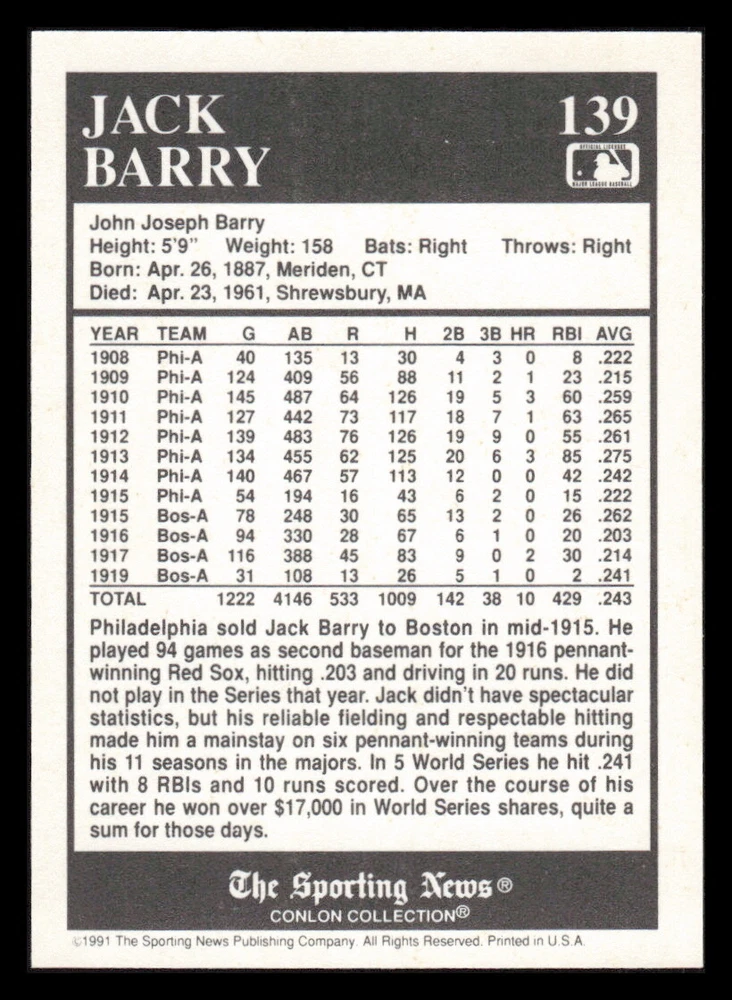 JACK
BARRY
139
OFFICIAL LICENSEE
MAJOR LEAGUE BASEBALL
John Joseph Barry
Height: 5'9" Weight: 158 Bats: Right Throws: Right
Born: Apr. 26, 1887, Meriden, CT
Died: Apr. 23, 1961, Shrewsbury, MA
YEAR TEAM G AB R H 2B 3B HR RBI AVG
1908 Phi-A 40 135 13 30 4 3 0 8 .222
1909 Phi-A 124 409 56 88 11 2 1 23 .215
1910 Phi-A 145 487 64 126 19 5 3 60 .259
1911 Phi-A 127 442 73 117 18 7 1 63 .265
1912 Phi-A 139 483 76 126 19 9 0 55 .261
1913 Phi-A 134 455 62 125 20 6 3 85 .275
1914 Phi-A 140 467 57 113 12 0 0 42 .242
1915 Phi-A 54 194 16 43 6 2 0 15 .222
1915 Bos-A 78 248 30 65 13 2 0 26 .262
1916 Bos-A 94 330 28 67 6 1 0 20 .203
1917 Bos-A 116 388 45 83 9 0 2 30 .214
1919 Bos-A 31 108 13 26 5 1 0 2 .241
TOTAL 1222 4146 533 1009 142 38 10 429 .243
Philadelphia sold Jack Barry to Boston in mid-1915. He
played 94 games as second baseman for the 1916 pennant-
winning Red Sox, hitting .203 and driving in 20 runs. He did
not play in the Series that year. Jack didn't have spectacular
statistics, but his reliable fielding and respectable hitting
made him a mainstay on six pennant-winning teams during
his 11 seasons in the majors. In 5 World Series he hit .241
with 8 RBIs and 10 runs scored. Over the course of his
career he won over $17,000 in World Series shares, quite a
sum for those days.
The Sporting News®
CONLON COLLECTION®
©1991 The Sporting News Publishing Company. All Rights Reserved. Printed in U.S.A.